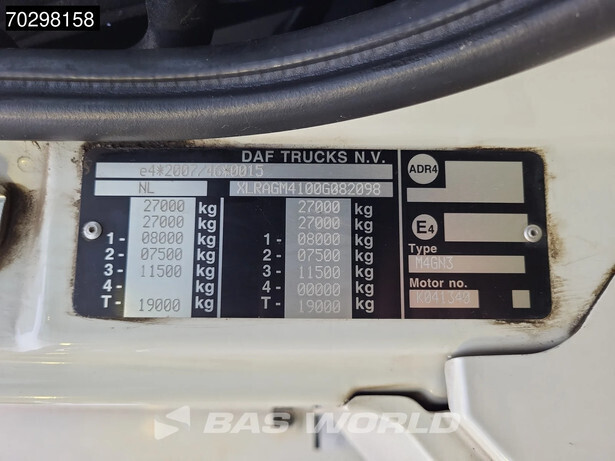 70298158
DAF TRUCKS N.V.
e4*2007/46*0015
NL XLRAGM4100G082098
27000 kg 27000 kg
27000 kg 27000 kg
1- 08000 kg 1- 08000 kg
2- 07500 kg 2- 07500 kg
3- 11500 kg 3- 11500 kg
4- kg 4- 00000 kg
T- 19000 kg T- 19000 kg
ADR4
E4
Type
M4GN3
Motor no.
K041343
BAS WORLD